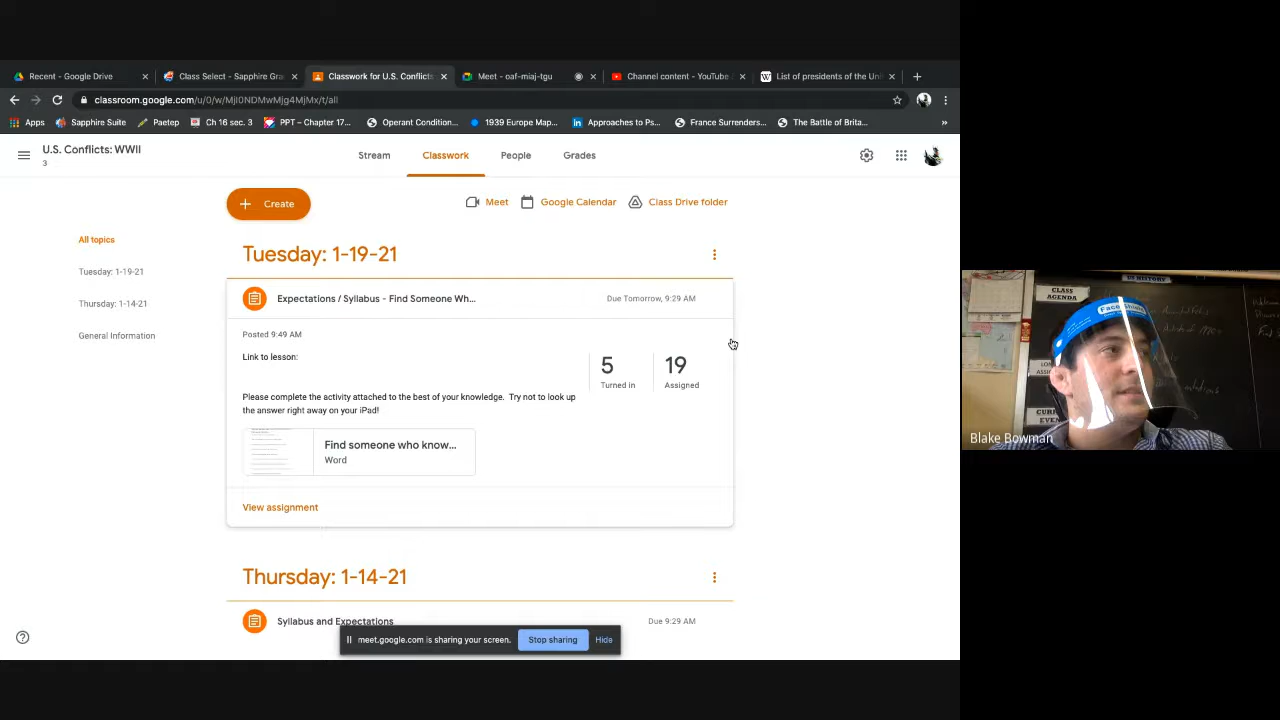 Recent - Google Drive
Class Select - Sapphire Gra
Classwork for U.S. Conflicts
Meet - oaf-miaj-tgu
Channel content - YouTube
List of presidents of the Uni
classroom.google.com/u/0/w/MjI0NDMwMjg4MjMx/t/all
Apps
Sapphire Suite
Paetep
Ch 16 sec. 3
PPT – Chapter 17...
Operant Condition...
1939 Europe Map...
Approaches to Ps...
France Surrenders...
The Battle of Brita...
»
U.S. Conflicts: WWII
3
Stream
Classwork
People
Grades
Create
Meet
Google Calendar
Class Drive folder
All topics
Tuesday: 1-19-21
Thursday: 1-14-21
General Information
Tuesday: 1-19-21
Expectations / Syllabus - Find Someone Wh...
Due Tomorrow, 9:29 AM
Posted 9:49 AM
Link to lesson:
5
Turned in
19
Assigned
Please complete the activity attached to the best of your knowledge. Try not to look up
the answer right away on your iPad!
Find someone who know...
Word
View assignment
Thursday: 1-14-21
Syllabus and Expectations
Due 9:29 AM
meet.google.com is sharing your screen.
Stop sharing
Hide
CLASS
AGENDA
US HISTORY
Face Shield
Blake Bowman